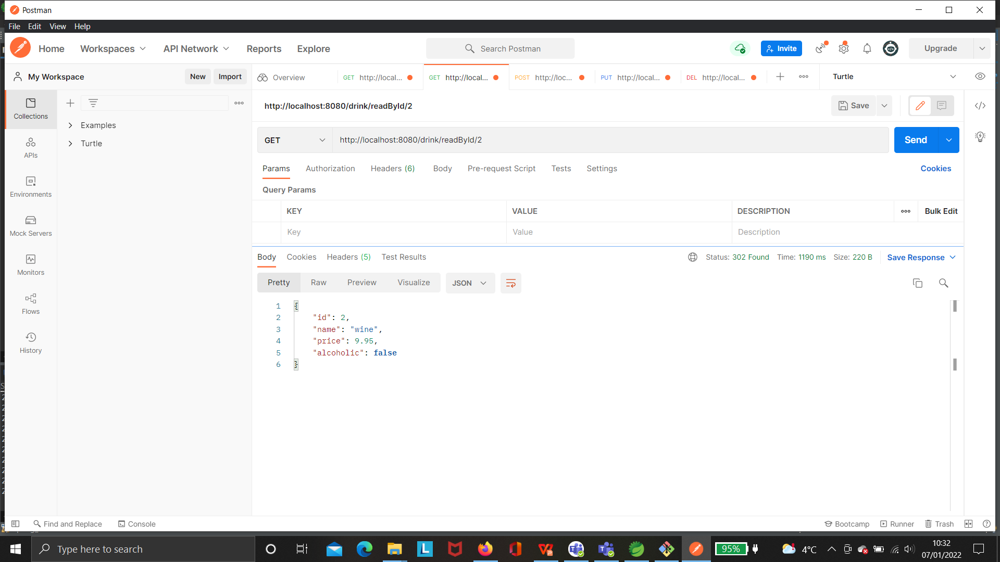 Postman
File Edit View Help
Home Workspaces API Network Reports Explore Search Postman Invite Upgrade
My Workspace New Import Overview GET http://local... GET http://local... POST http://loc... PUT http://local... DEL http://local... Turtle
http://localhost:8080/drink/readById/2 Save
GET http://localhost:8080/drink/readById/2 Send
Params Authorization Headers (6) Body Pre-request Script Tests Settings Cookies
Query Params
KEY VALUE DESCRIPTION Bulk Edit
Key Value Description
Collections
APIs
Environments
Mock Servers
Monitors
Flows
History
Examples
Turtle
Body Cookies Headers (5) Test Results Status: 302 Found Time: 1190 ms Size: 220 B Save Response
Pretty Raw Preview Visualize JSON
1 {
2 "id": 2,
3 "name": "wine",
4 "price": 9.95,
5 "alcoholic": false
6 }
Find and Replace Console Bootcamp Runner Trash
Type here to search 95% 4°C 10:32
07/01/2022